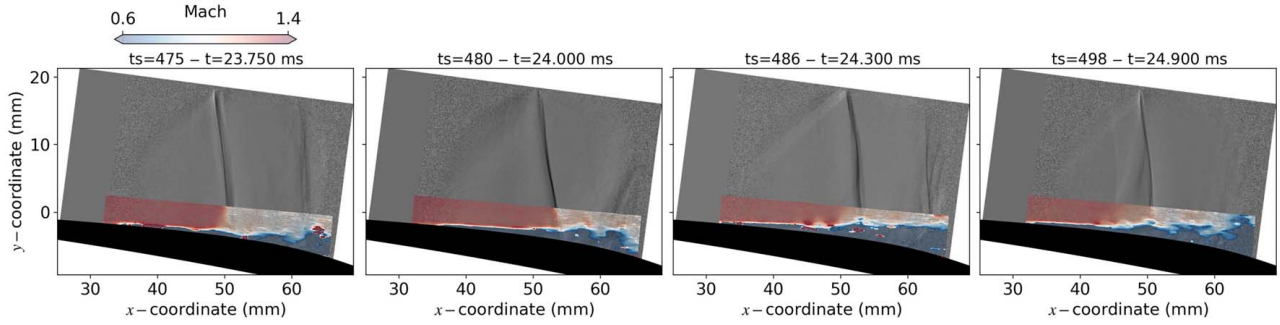 Mach
0.6 1.4
ts=475 − t=23.750 ms ts=480 − t=24.000 ms ts=486 − t=24.300 ms ts=498 − t=24.900 ms
20
10
0
y−coordinate (mm)
30 40 50 60 30 40 50 60 30 40 50 60 30 40 50 60
x−coordinate (mm) x−coordinate (mm) x−coordinate (mm) x−coordinate (mm)